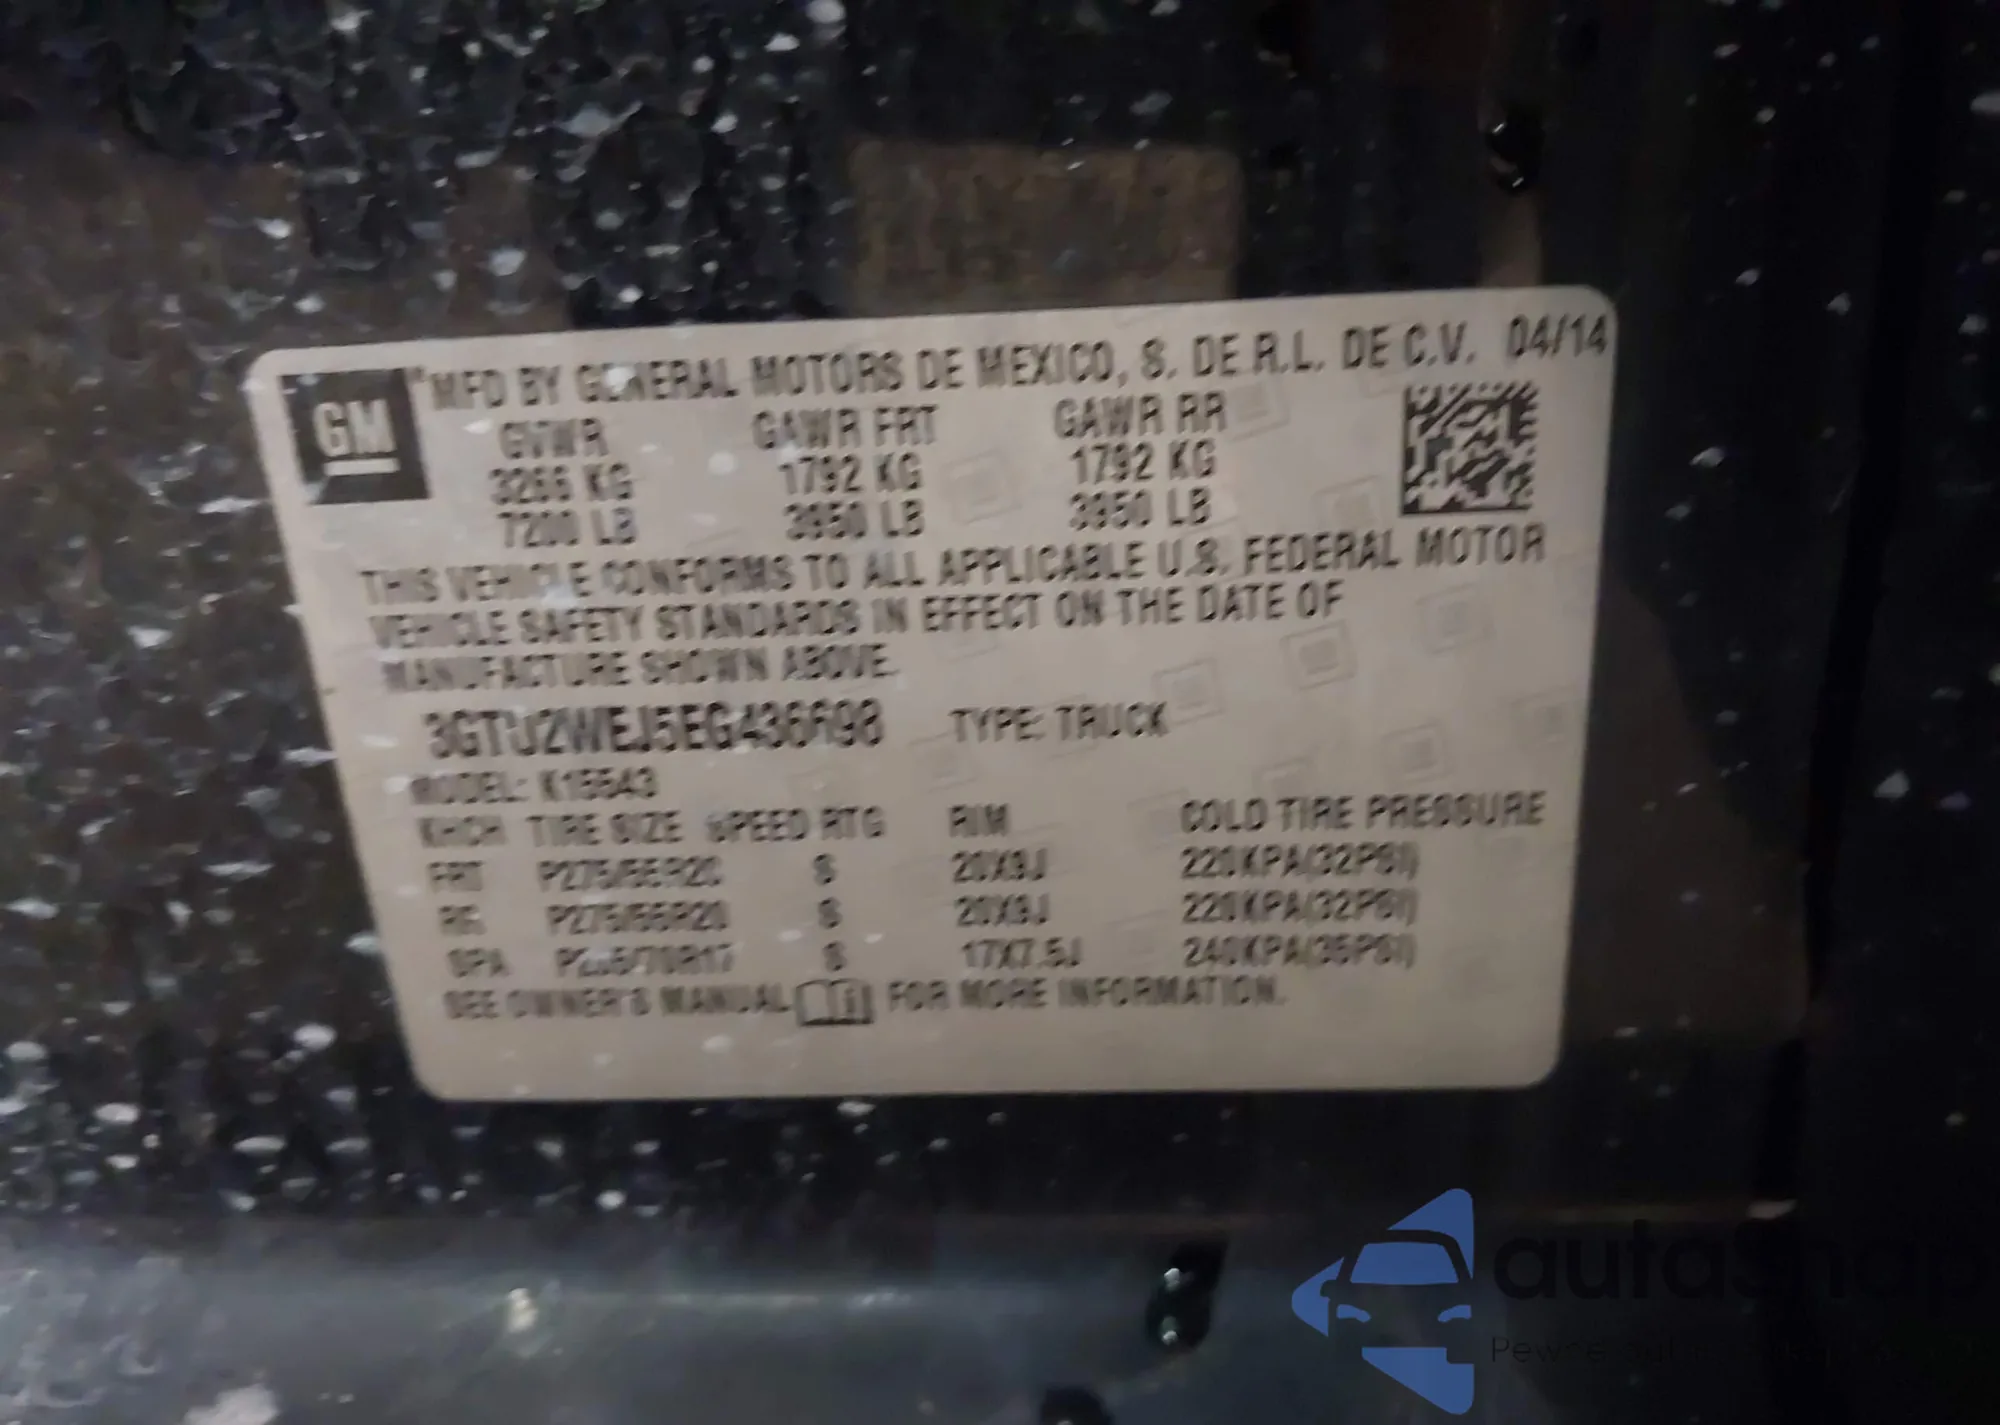 GM
MFD BY GENERAL MOTORS DE MEXICO, S. DE R.L. DE C.V. 04/14
GVWR GAWR FRT GAWR RR
3266 KG 1792 KG 1792 KG
7200 LB 3950 LB 3950 LB
THIS VEHICLE CONFORMS TO ALL APPLICABLE U.S. FEDERAL MOTOR
VEHICLE SAFETY STANDARDS IN EFFECT ON THE DATE OF
MANUFACTURE SHOWN ABOVE.
3GTU2WEJ5EG436698 TYPE: TRUCK
MODEL: K15543
TIRE SIZE SPEED RTG RIM COLD TIRE PRESSURE
FRT P275/55R20 S 20X9J 220KPA(32PSI)
RR P275/55R20 S 20X9J 220KPA(32PSI)
SPA S 17X7.5J 240KPA(35PSI)
SEE OWNER'S MANUAL FOR MORE INFORMATION.
autashop